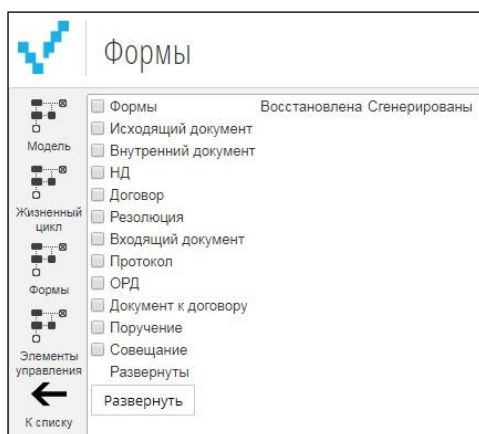 Формы
Модель
Жизненный
цикл
Формы
Элементы
управления
К списку
Формы Восстановлена Сгенерированы
Исходящий документ
Внутренний документ
НД
Договор
Резолюция
Входящий документ
Протокол
ОРД
Документ к договору
Поручение
Совещание
Развернуты
Развернуть